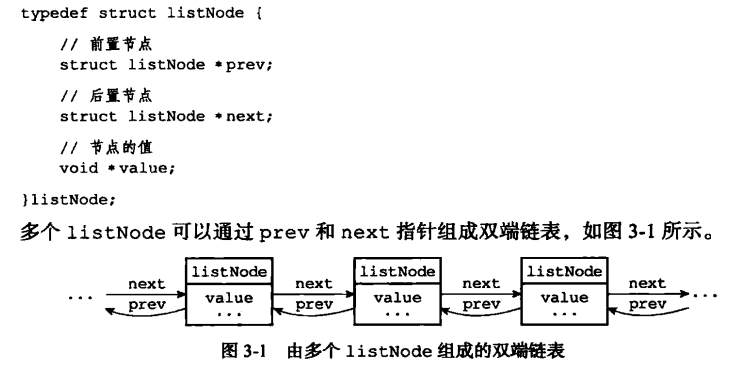 typedef struct listNode {
// 前置节点
struct listNode *prev;
// 后置节点
struct listNode *next;
// 节点的值
void *value;
}listNode;
多个 listNode 可以通过 prev 和 next 指针组成双端链表，如图 3-1 所示。
listNode listNode listNode
... next value next value next value next ...
prev ... prev ... prev ... prev
图 3-1 由多个 listNode 组成的双端链表